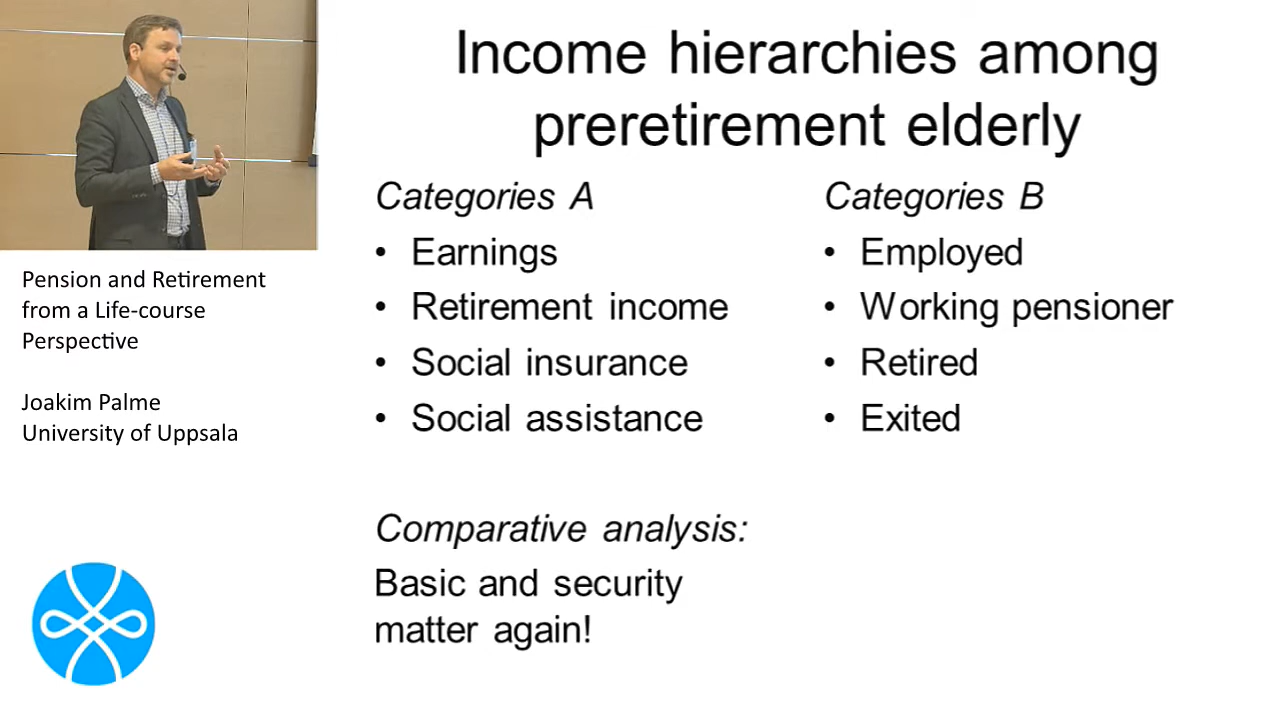 Income hierarchies among
preretirement elderly
Categories A
• Earnings
• Retirement income
• Social insurance
• Social assistance
Categories B
• Employed
• Working pensioner
• Retired
• Exited
Comparative analysis:
Basic and security
matter again!
Pension and Retirement
from a Life-course
Perspective
Joakim Palme
University of Uppsala